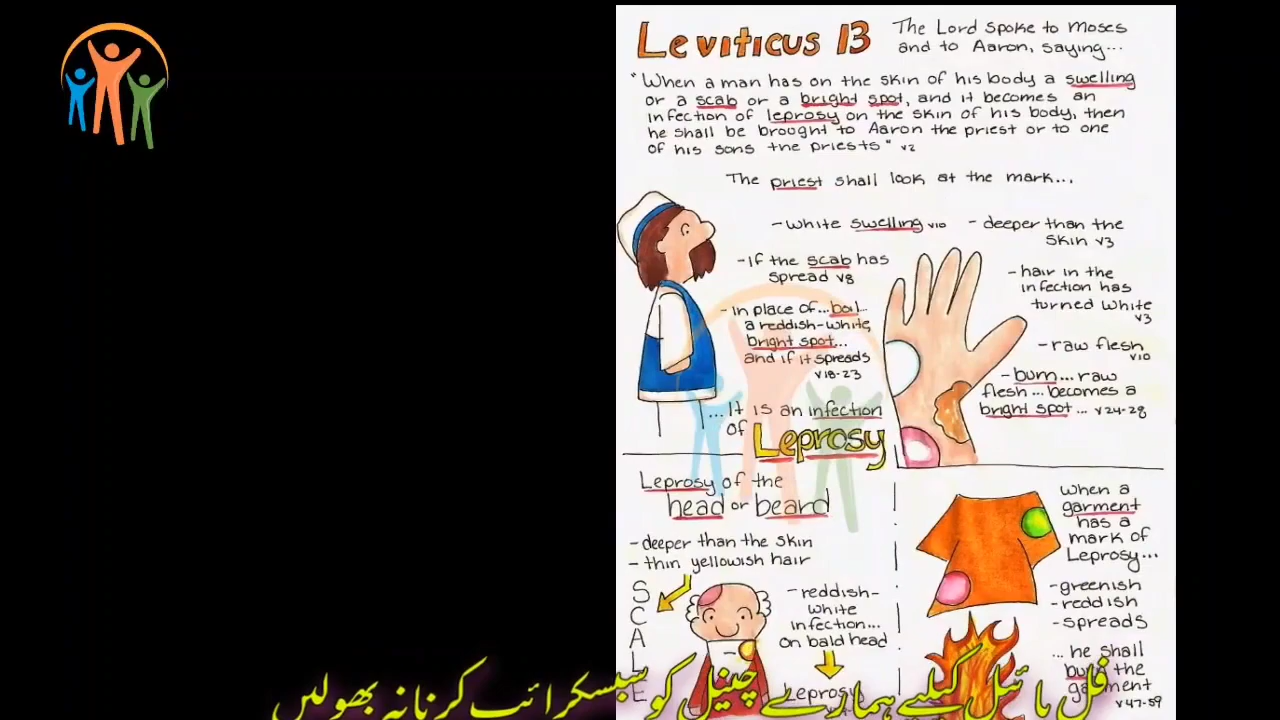 Leviticus 13
The Lord spoke to Moses
and to Aaron, saying...
"When a man has on the skin of his body a swelling
or a scab or a bright spot, and it becomes an
infection of leprosy on the skin of his body, then
he shall be brought to Aaron the priest or to one
of his sons the priests" v2
The priest shall look at the mark...
-white swelling v10
- deeper than the
skin v3
-if the scab has
spread v8
- hair in the
infection has
turned white
v3
- in place of...boil...
a reddish-white,
bright spot...
and if it spreads
v18-23
- raw flesh
v10
- burn...raw
flesh...becomes a
bright spot... v24-28
...It is an infection
of Leprosy
Leprosy of the
head or beard
-deeper than the skin
- thin yellowish hair
S
C
A
L
E
-reddish-
white
infection...
on bald head
Leprosy
When a
garment
has a
mark of
Leprosy...
-greenish
-reddish
-spreads
...he shall
burn the
garment
v47-59
فل بائبل کیلیے ہمارے چینل کو سبسکرائب کرنا نہ بھولیں